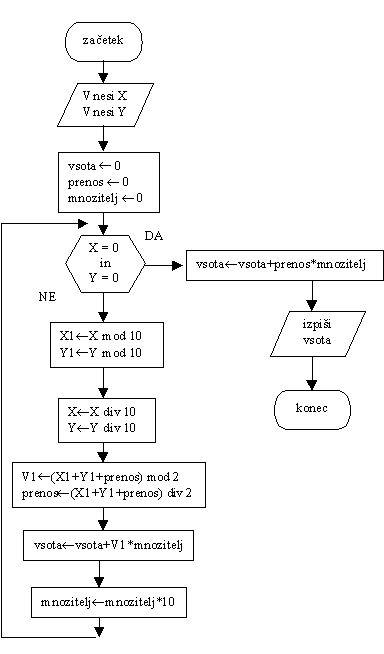 začetek
Vnesi X
Vnesi Y
vsota ← 0
prenos ← 0
mnozitelj ← 0
X = 0
in
Y = 0
DA
NE
vsota←vsota+prenos*mnozitelj
izpiši
vsota
konec
X1←X mod 10
Y1←Y mod 10
X←X div 10
Y←Y div 10
V1←(X1+Y1+prenos) mod 2
prenos←(X1+Y1+prenos) div 2
vsota←vsota+V1*mnozitelj
mnozitelj←mnozitelj*10